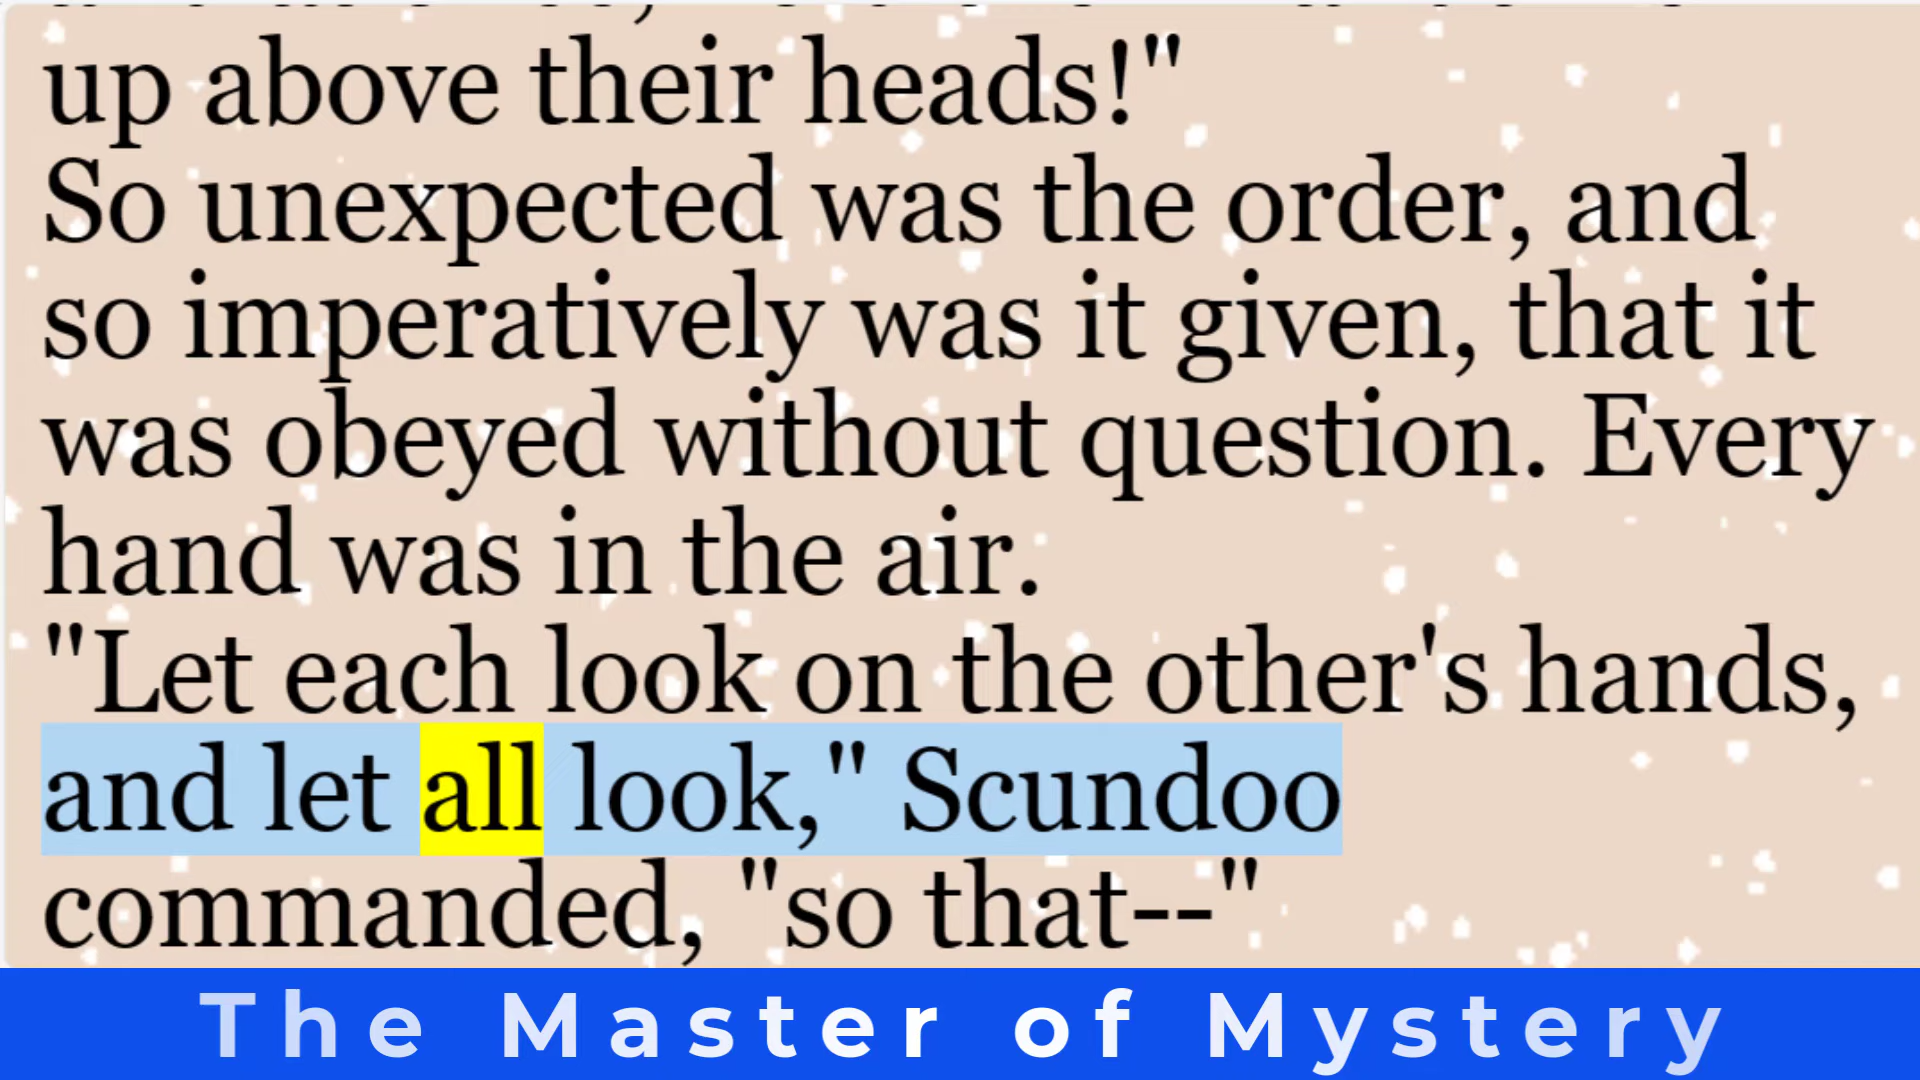 up above their heads!"
So unexpected was the order, and
so imperatively was it given, that it
was obeyed without question. Every
hand was in the air.
"Let each look on the other's hands,
and let all look," Scundoo
commanded, "so that--"
The Master of Mystery